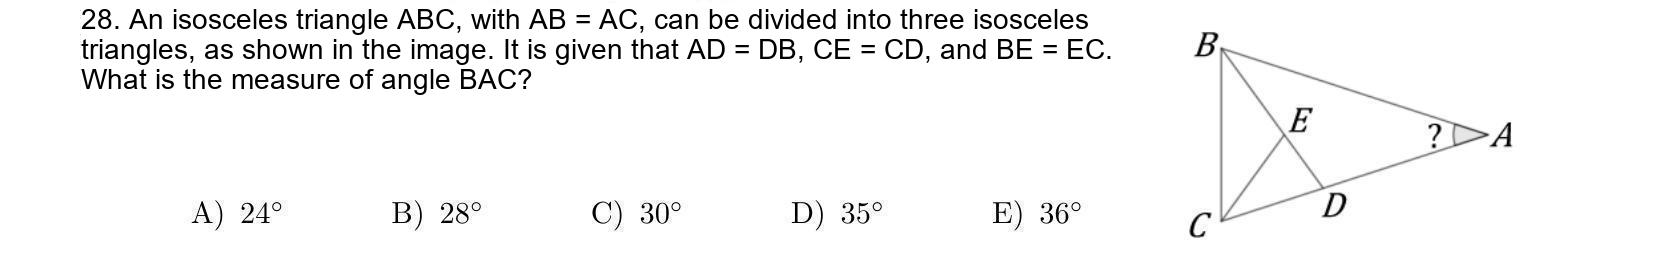 28. An isosceles triangle ABC, with AB = AC, can be divided into three isosceles
triangles, as shown in the image. It is given that AD = DB, CE = CD, and BE = EC.
What is the measure of angle BAC?
B
E
? A
D
C
A) 24° B) 28° C) 30° D) 35° E) 36°